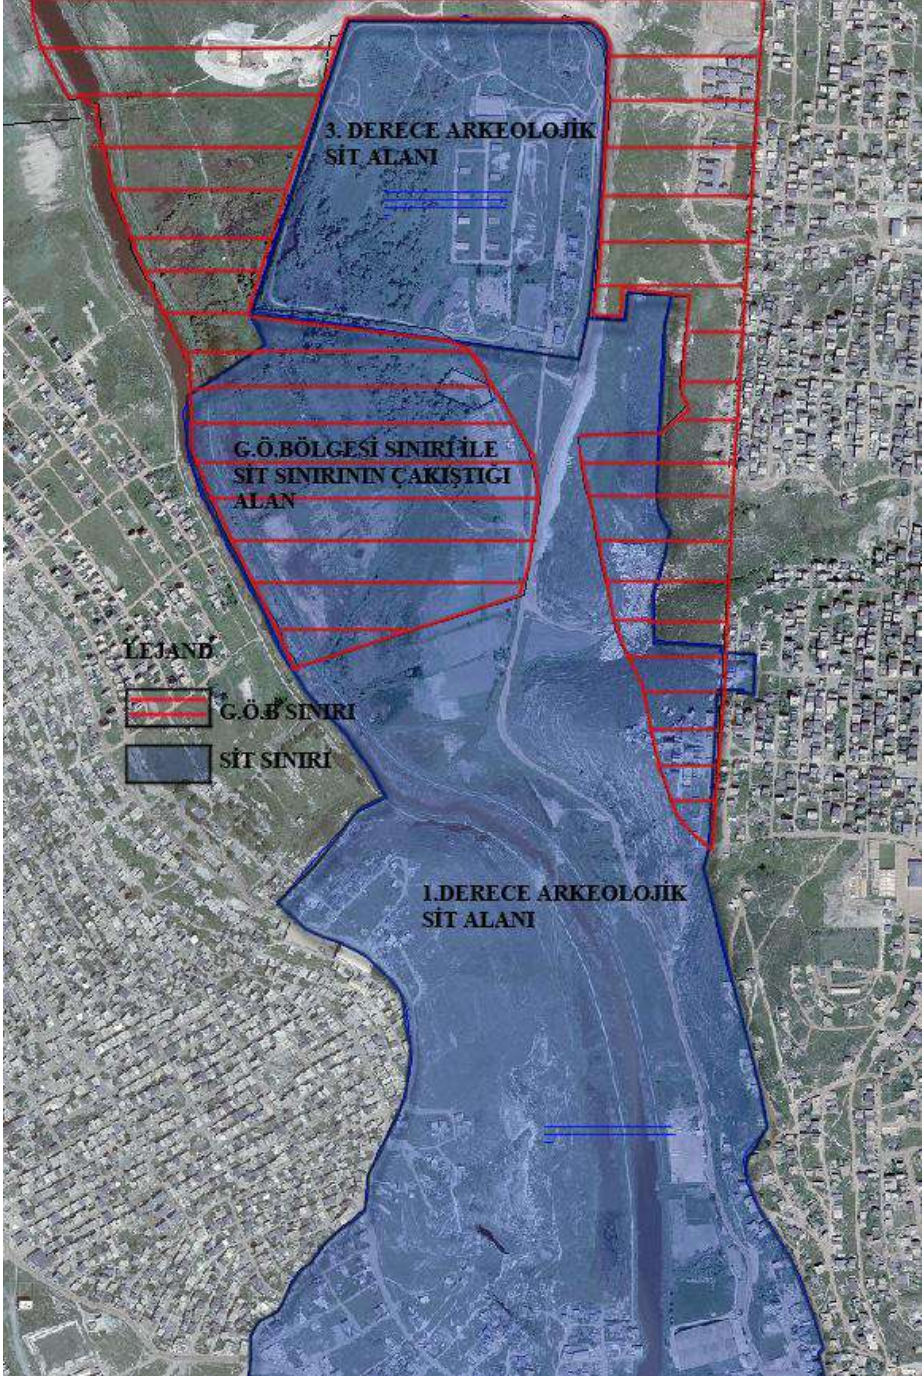 3. DERECE ARKEOLOJİK
SİT ALANI
G.Ö.BÖLGESİ SINIRI İLE
SİT SINIRININ ÇAKIŞTIĞI
ALAN
LEJAND
G.Ö.B SINIRI
SİT SINIRI
1.DERECE ARKEOLOJİK
SİT ALANI